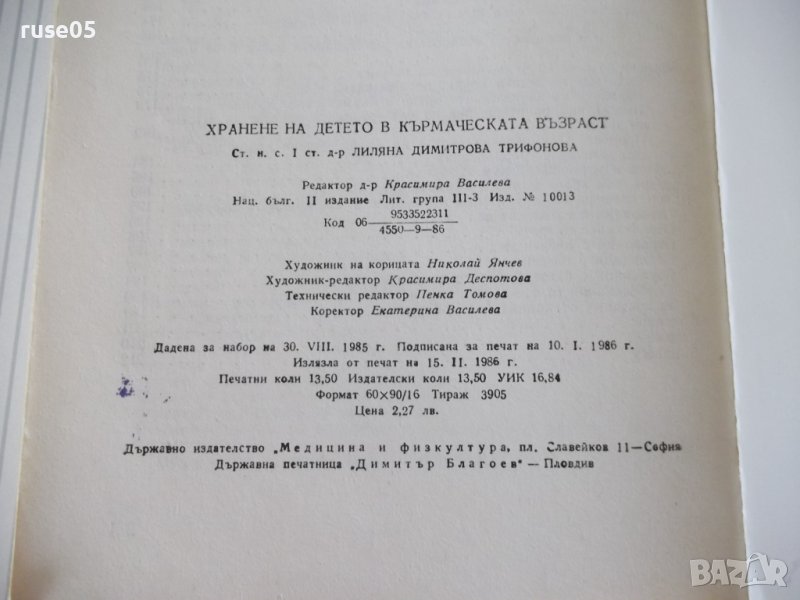 ruse05
ХРАНЕНЕ НА ДЕТЕТО В КЪРМАЧЕСКАТА ВЪЗРАСТ
Ст. н. с. I ст. д-р ЛИЛЯНА ДИМИТРОВА ТРИФОНОВА
Редактор д-р Красимира Василева
Нац. бълг. II издание Лит. група III-3 Изд. № 10013
9533522311
Код 06
4550—9—86
Художник на корицата Николай Янчев
Художник-редактор Красимира Деспотова
Технически редактор Пенка Томова
Коректор Екатерина Василева
Дадена за набор на 30. VIII. 1985 г. Подписана за печат на 10. I. 1986 г.
Излязла от печат на 15. II. 1986 г.
Печатни коли 13,50 Издателски коли 13,50 УИК 16,84
Формат 60×90/16 Тираж 3905
Цена 2,27 лв.
Държавно издателство „Медицина и физкултура, пл. Славейков 11—София
Държавна печатница „Димитър Благоев“ — Пловдив
BAZAR